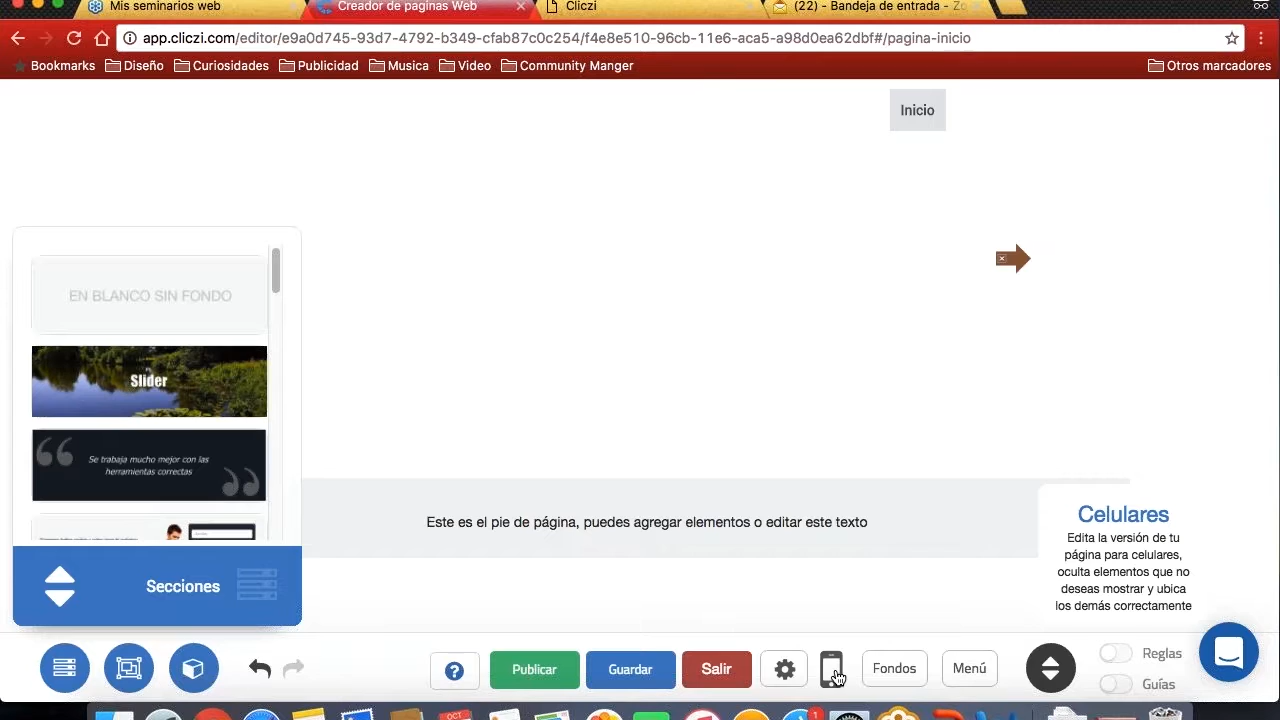 Mis seminarios web
Creador de paginas Web
Cliczi
(22) - Bandeja de entrada - Zo
app.cliczi.com/editor/e9a0d745-93d7-4792-b349-cfab87c0c254/f4e8e510-96cb-11e6-aca5-a98d0ea62dbf#/pagina-inicio
Bookmarks
Diseño
Curiosidades
Publicidad
Musica
Video
Community Manger
Otros marcadores
Inicio
EN BLANCO SIN FONDO
Slider
Se trabaja mucho mejor con las
herramientas correctas
Este es el pie de página, puedes agregar elementos o editar este texto
Celulares
Edita la versión de tu
página para celulares,
oculta elementos que no
deseas mostrar y ubica
los demás correctamente
Secciones
?
Publicar
Guardar
Salir
Fondos
Menú
Reglas
Guías
OCT
1